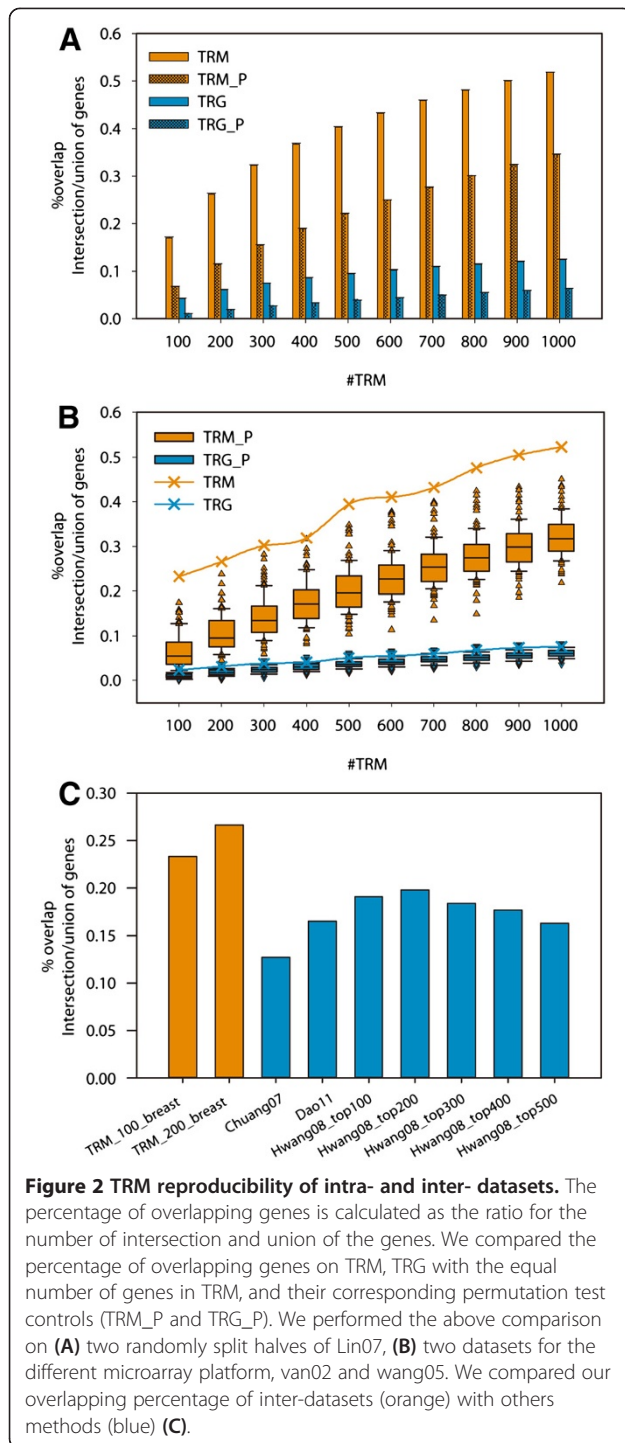 A
0.6
0.5
0.4
0.3
0.2
0.1
0.0
%overlap
Intersection/union of genes
TRM
TRM_P
TRG
TRG_P
100 200 300 400 500 600 700 800 900 1000
#TRM
B
0.6
0.5
0.4
0.3
0.2
0.1
0.0
%overlap
Intersection/union of genes
TRM_P
TRG_P
TRM
TRG
100 200 300 400 500 600 700 800 900 1000
#TRM
C
0.30
0.25
0.20
0.15
0.10
0.05
0.00
% overlap
Intersection/union of genes
TRM_100_breast
TRM_200_breast
Chuang07
Dao11
Hwang08_top100
Hwang08_top200
Hwang08_top300
Hwang08_top400
Hwang08_top500
Figure 2 TRM reproducibility of intra- and inter- datasets. The
percentage of overlapping genes is calculated as the ratio for the
number of intersection and union of the genes. We compared the
percentage of overlapping genes on TRM, TRG with the equal
number of genes in TRM, and their corresponding permutation test
controls (TRM_P and TRG_P). We performed the above comparison
on (A) two randomly split halves of Lin07, (B) two datasets for the
different microarray platform, van02 and wang05. We compared our
overlapping percentage of inter-datasets (orange) with others
methods (blue) (C).